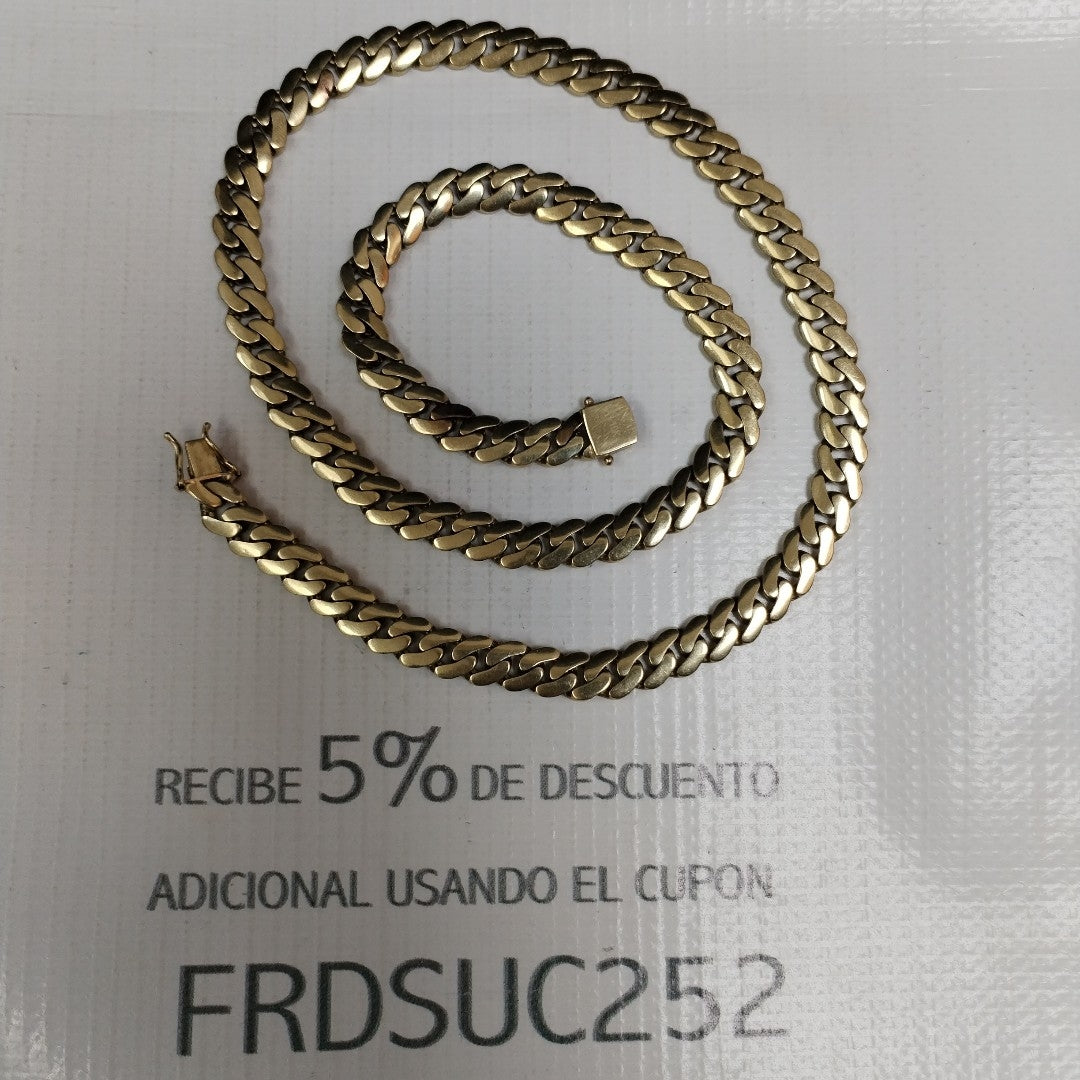 RECIBE 5% DE DESCUENTO
ADICIONAL USANDO EL CUPON
FRDSUC252